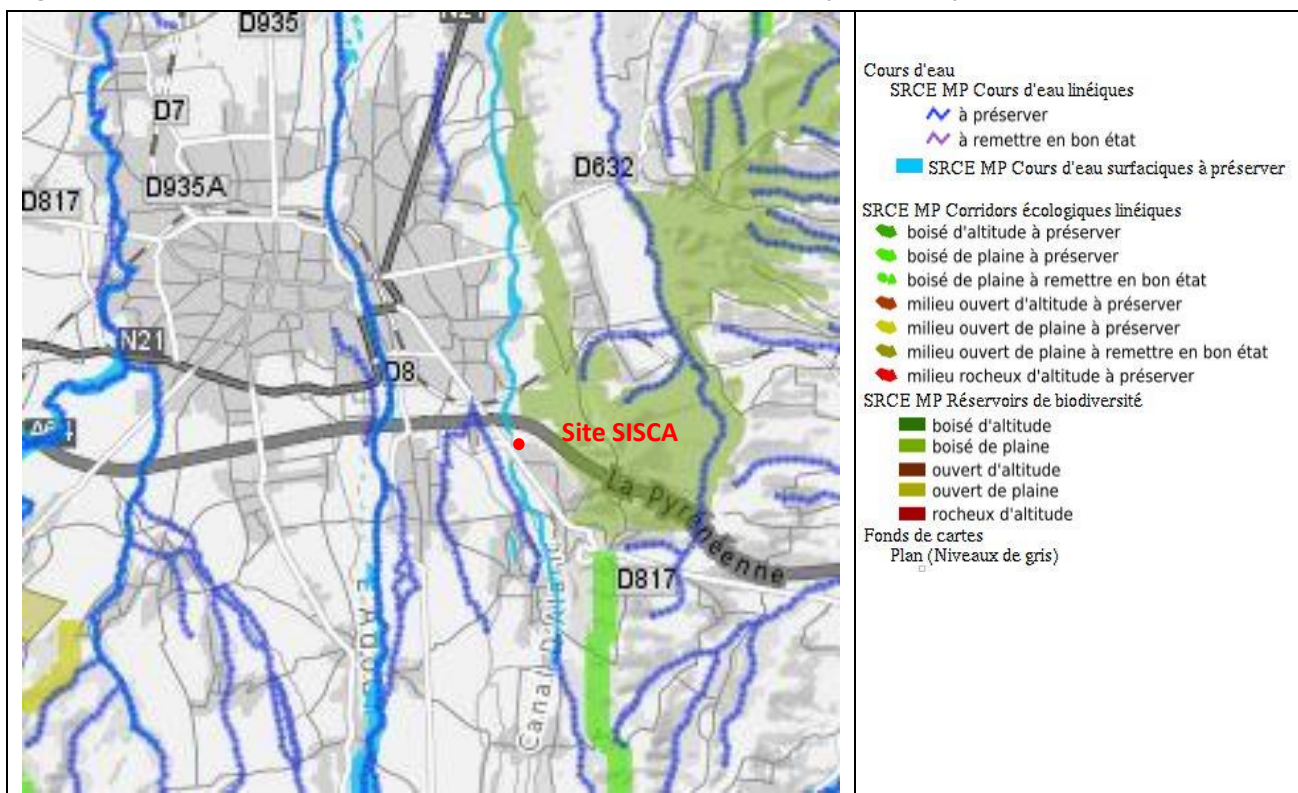 N21
D935
D7
D632
D935A
D817
N21
D8
A64
Site SISCA
La Pyrénéenne
D817
L'Adour
Canal d'Alaric
Cours d'eau
SRCE MP Cours d'eau linéiques
à préserver
à remettre en bon état
SRCE MP Cours d'eau surfaciques à préserver
SRCE MP Corridors écologiques linéiques
boisé d'altitude à préserver
boisé de plaine à préserver
boisé de plaine à remettre en bon état
milieu ouvert d'altitude à préserver
milieu ouvert de plaine à préserver
milieu ouvert de plaine à remettre en bon état
milieu rocheux d'altitude à préserver
SRCE MP Réservoirs de biodiversité
boisé d'altitude
boisé de plaine
ouvert d'altitude
ouvert de plaine
rocheux d'altitude
Fonds de cartes
Plan (Niveaux de gris)